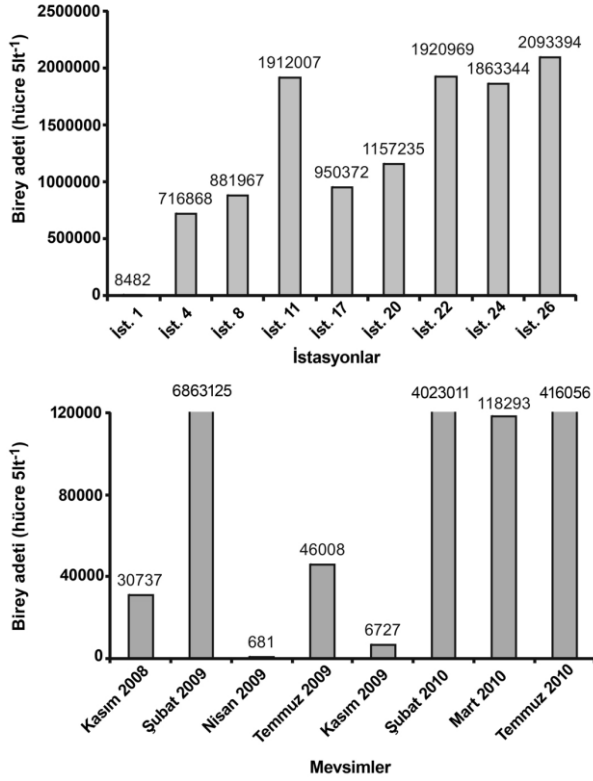 Birey adeti (hücre 5lt-1)
2500000
2000000
1500000
1000000
500000
0
8482
716868
881967
1912007
950372
1157235
1920969
1863344
2093394
İst. 1
İst. 4
İst. 8
İst. 11
İst. 17
İst. 20
İst. 22
İst. 24
İst. 26
İstasyonlar
Birey adeti (hücre 5lt-1)
120000
80000
40000
0
30737
6863125
681
46008
6727
4023011
118293
416056
Kasım 2008
Şubat 2009
Nisan 2009
Temmuz 2009
Kasım 2009
Şubat 2010
Mart 2010
Temmuz 2010
Mevsimler